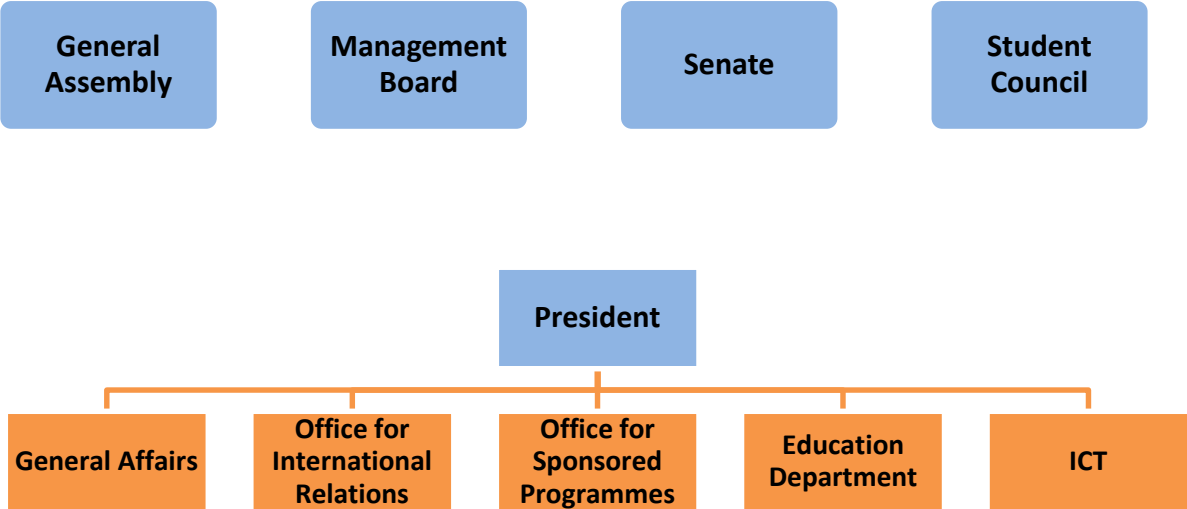 General
Assembly
Management
Board
Senate
Student
Council
President
General Affairs
Office for
International
Relations
Office for
Sponsored
Programmes
Education
Department
ICT